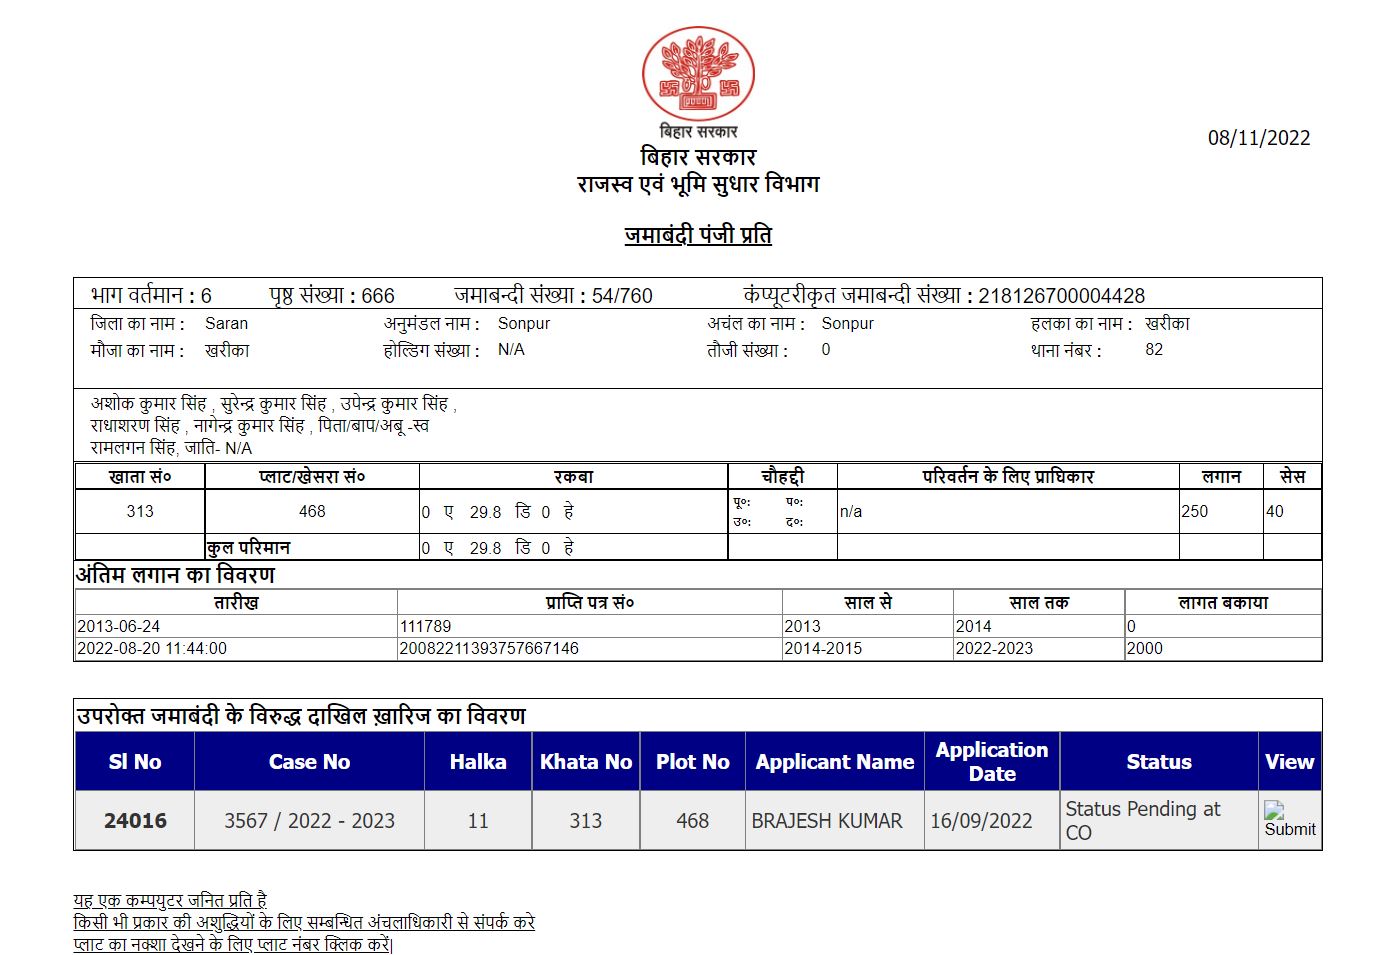 बिहार सरकार
बिहार सरकार
राजस्व एवं भूमि सुधार विभाग
08/11/2022
जमाबंदी पंजी प्रति
भाग वर्तमान : 6 पृष्ठ संख्या : 666 जमाबन्दी संख्या : 54/760 कंप्यूटरीकृत जमाबन्दी संख्या : 218126700004428
जिला का नाम : Saran अनुमंडल नाम : Sonpur अचंल का नाम : Sonpur हलका का नाम : खरीका
मौजा का नाम : खरीका होल्डिग संख्या : N/A तौजी संख्या : 0 थाना नंबर : 82
अशोक कुमार सिंह , सुरेन्द्र कुमार सिंह , उपेन्द्र कुमार सिंह ,
राधाशरण सिंह , नागेन्द्र कुमार सिंह , पिता/बाप/अबू -स्व
रामलगन सिंह, जाति- N/A
खाता सं० प्लाट/खेसरा सं० रकबा चौहद्दी परिवर्तन के लिए प्राधिकार लगान सेस
313 468 0 ए 29.8 डि 0 हे पू०: प०: उ०: द०: n/a 250 40
कुल परिमान 0 ए 29.8 डि 0 हे
अंतिम लगान का विवरण
तारीख प्राप्ति पत्र सं० साल से साल तक लागत बकाया
2013-06-24 111789 2013 2014 0
2022-08-20 11:44:00 20082211393757667146 2014-2015 2022-2023 2000
उपरोक्त जमाबंदी के विरुद्ध दाखिल ख़ारिज का विवरण
Sl No Case No Halka Khata No Plot No Applicant Name Application Date Status View
24016 3567 / 2022 - 2023 11 313 468 BRAJESH KUMAR 16/09/2022 Status Pending at CO Submit
यह एक कम्पयुटर जनित प्रति है
किसी भी प्रकार की अशुद्धियों के लिए सम्बन्धित अंचलाधिकारी से संपर्क करे
प्लाट का नक्शा देखने के लिए प्लाट नंबर क्लिक करें|